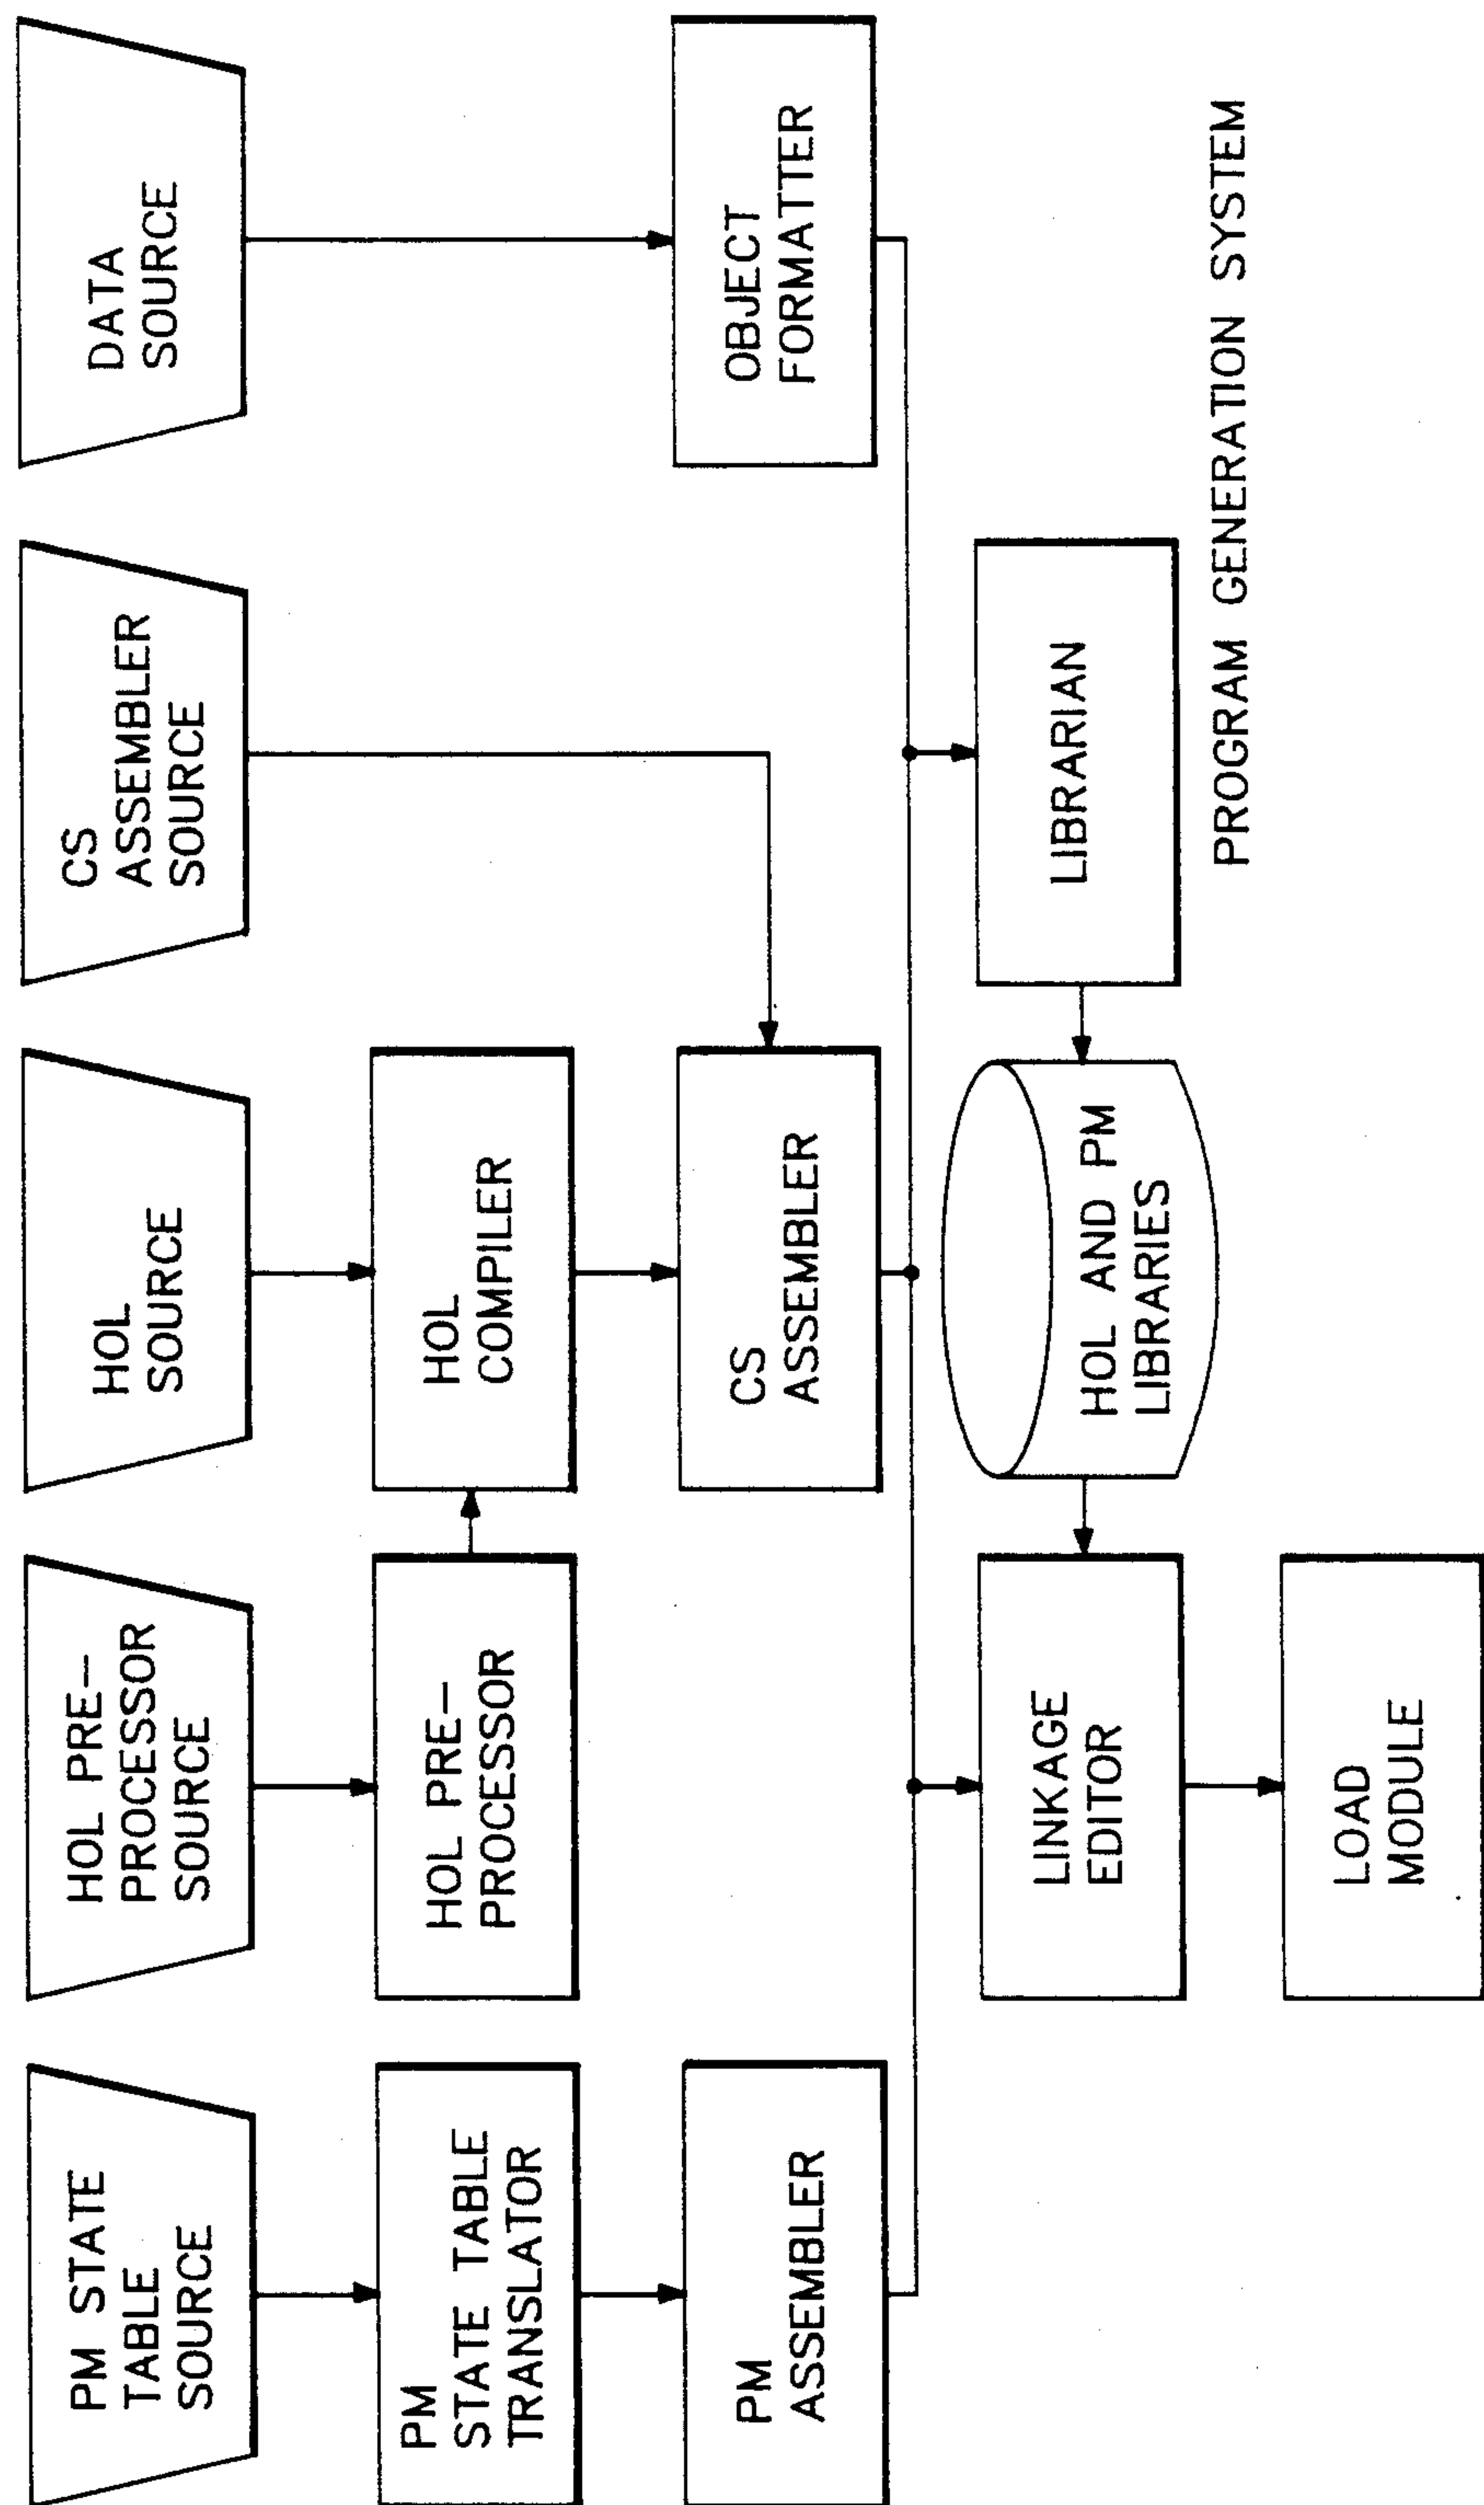 PM STATE
TABLE
SOURCE
HOL PRE-
PROCESSOR
SOURCE
HOL
SOURCE
CS
ASSEMBLER
SOURCE
DATA
SOURCE
PM
STATE TABLE
TRANSLATOR
HOL PRE-
PROCESSOR
HOL
COMPILER
PM
ASSEMBLER
CS
ASSEMBLER
OBJECT
FORMATTER
LINKAGE
EDITOR
HOL AND PM
LIBRARIES
LIBRARIAN
LOAD
MODULE
PROGRAM GENERATION SYSTEM